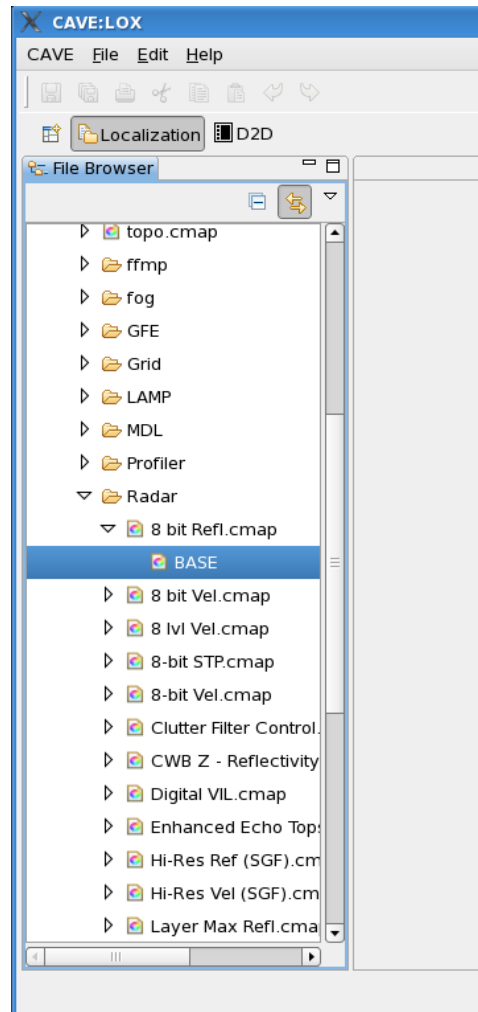 CAVE:LOX
CAVE File Edit Help
Localization D2D
File Browser
topo.cmap
ffmp
fog
GFE
Grid
LAMP
MDL
Profiler
Radar
8 bit Refl.cmap
BASE
8 bit Vel.cmap
8 lvl Vel.cmap
8-bit STP.cmap
8-bit Vel.cmap
Clutter Filter Control.
CWB Z - Reflectivity
Digital VIL.cmap
Enhanced Echo Tops
Hi-Res Ref (SGF).cm
Hi-Res Vel (SGF).cm
Layer Max Refl.cma